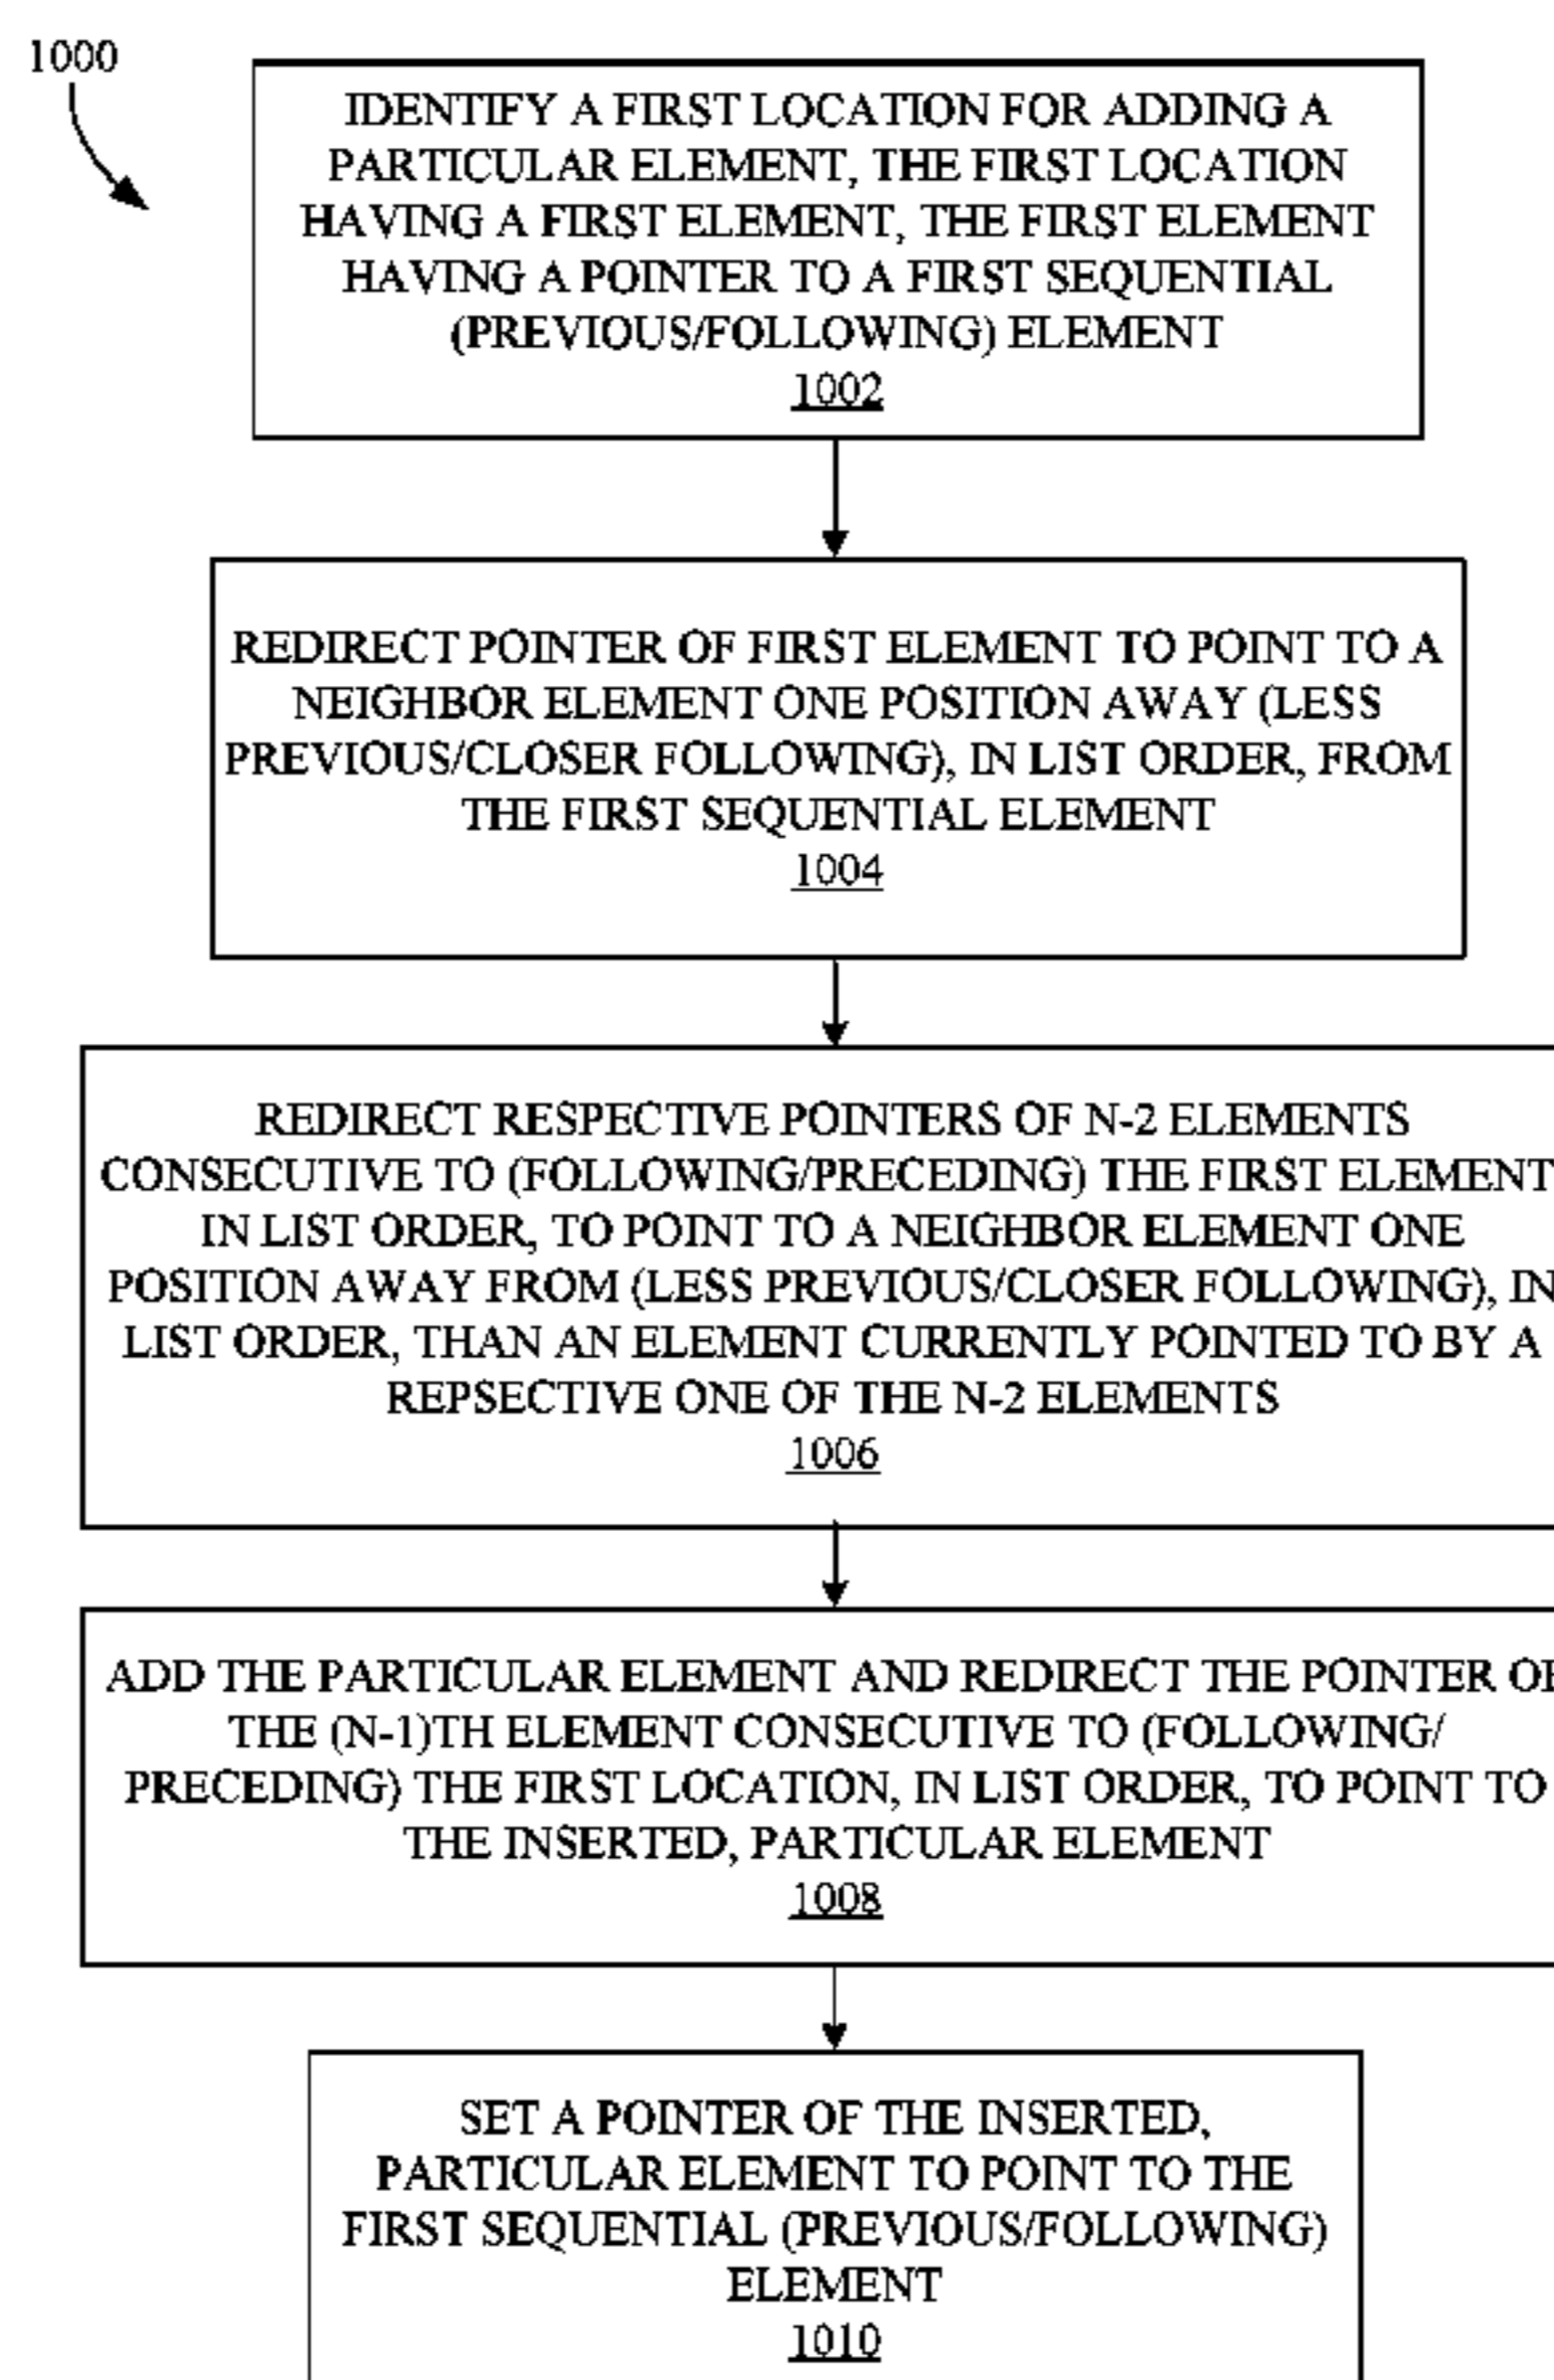 1000
IDENTIFY A FIRST LOCATION FOR ADDING A
PARTICULAR ELEMENT, THE FIRST LOCATION
HAVING A FIRST ELEMENT, THE FIRST ELEMENT
HAVING A POINTER TO A FIRST SEQUENTIAL
(PREVIOUS/FOLLOWING) ELEMENT
1002
REDIRECT POINTER OF FIRST ELEMENT TO POINT TO A
NEIGHBOR ELEMENT ONE POSITION AWAY (LESS
PREVIOUS/CLOSER FOLLOWING), IN LIST ORDER, FROM
THE FIRST SEQUENTIAL ELEMENT
1004
REDIRECT RESPECTIVE POINTERS OF N-2 ELEMENTS
CONSECUTIVE TO (FOLLOWING/PRECEDING) THE FIRST ELEMENT
IN LIST ORDER, TO POINT TO A NEIGHBOR ELEMENT ONE
POSITION AWAY FROM (LESS PREVIOUS/CLOSER FOLLOWING), IN
LIST ORDER, THAN AN ELEMENT CURRENTLY POINTED TO BY A
REPSECTIVE ONE OF THE N-2 ELEMENTS
1006
ADD THE PARTICULAR ELEMENT AND REDIRECT THE POINTER OF
THE (N-1)TH ELEMENT CONSECUTIVE TO (FOLLOWING/
PRECEDING) THE FIRST LOCATION, IN LIST ORDER, TO POINT TO
THE INSERTED, PARTICULAR ELEMENT
1008
SET A POINTER OF THE INSERTED,
PARTICULAR ELEMENT TO POINT TO THE
FIRST SEQUENTIAL (PREVIOUS/FOLLOWING)
ELEMENT
1010